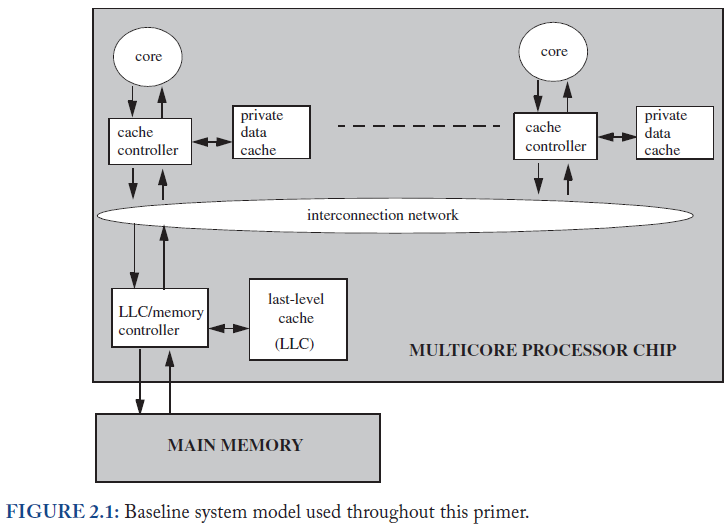 core
core
cache
controller
private
data
cache
cache
controller
private
data
cache
interconnection network
LLC/memory
controller
last-level
cache
(LLC)
MULTICORE PROCESSOR CHIP
MAIN MEMORY
FIGURE 2.1: Baseline system model used throughout this primer.